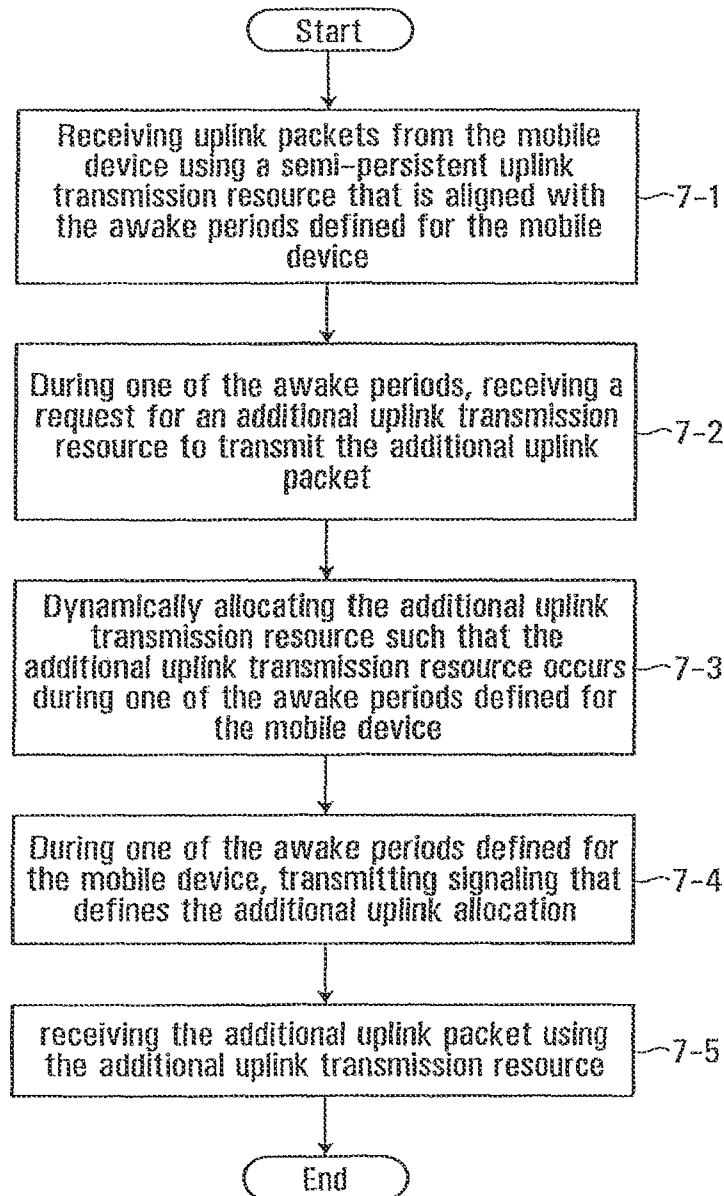 Start
Receiving uplink packets from the mobile
device using a semi-persistent uplink
transmission resource that is aligned with
the awake periods defined for the mobile
device
7-1
During one of the awake periods, receiving a
request for an additional uplink transmission
resource to transmit the additional uplink
packet
7-2
Dynamically allocating the additional uplink
transmission resource such that the
additional uplink transmission resource occurs
during one of the awake periods defined for
the mobile device
7-3
During one of the awake periods defined for
the mobile device, transmitting signaling that
defines the additional uplink allocation
7-4
receiving the additional uplink packet using
the additional uplink transmission resource
7-5
End